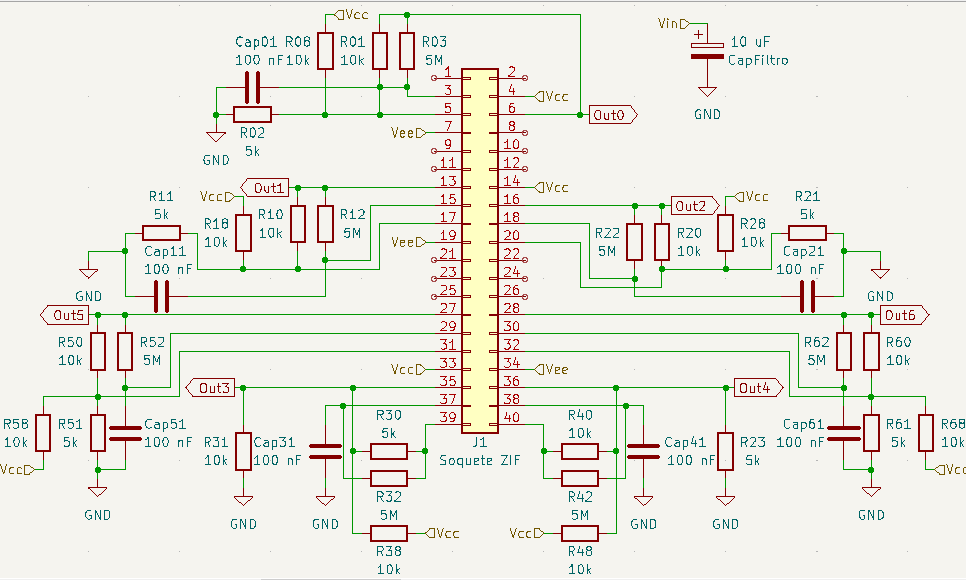 Vcc
Vin
Cap01 R08 R01 R03
100 nF 10k 10k 5M
10 uF
CapFiltro
GND
1 2
3 4 Vcc
5 6 Out0
R02
5k
GND
Vee 7 8
9 10
11 12
Out1 13 14 Vcc
R11
5k
Vcc
R18
10k
R10
10k
R12
5M
15 16 Out2
17 18
Vee 19 20
21 22
23 24
25 26
Cap11
100 nF
GND
R22
5M
R20
10k
R28
10k
Vcc
R21
5k
Cap21
100 nF
GND
Out5 27 28 Out6
29 30
31 32
Vcc 33 34 Vee
Out3 35 36 Out4
37 38
39 40
R50
10k
R52
5M
R62
5M
R60
10k
R58
10k
R51
5k
Cap51
100 nF
Vcc
GND
R31
10k
Cap31
100 nF
GND
GND
R30
5k
R32
5M
R38
10k
Vcc
J1
Soquete ZIF
R40
10k
R42
5M
Vcc
R48
10k
Cap41
100 nF
GND
R23
5k
GND
Cap61
100 nF
R61
5k
R68
10k
Vcc
GND